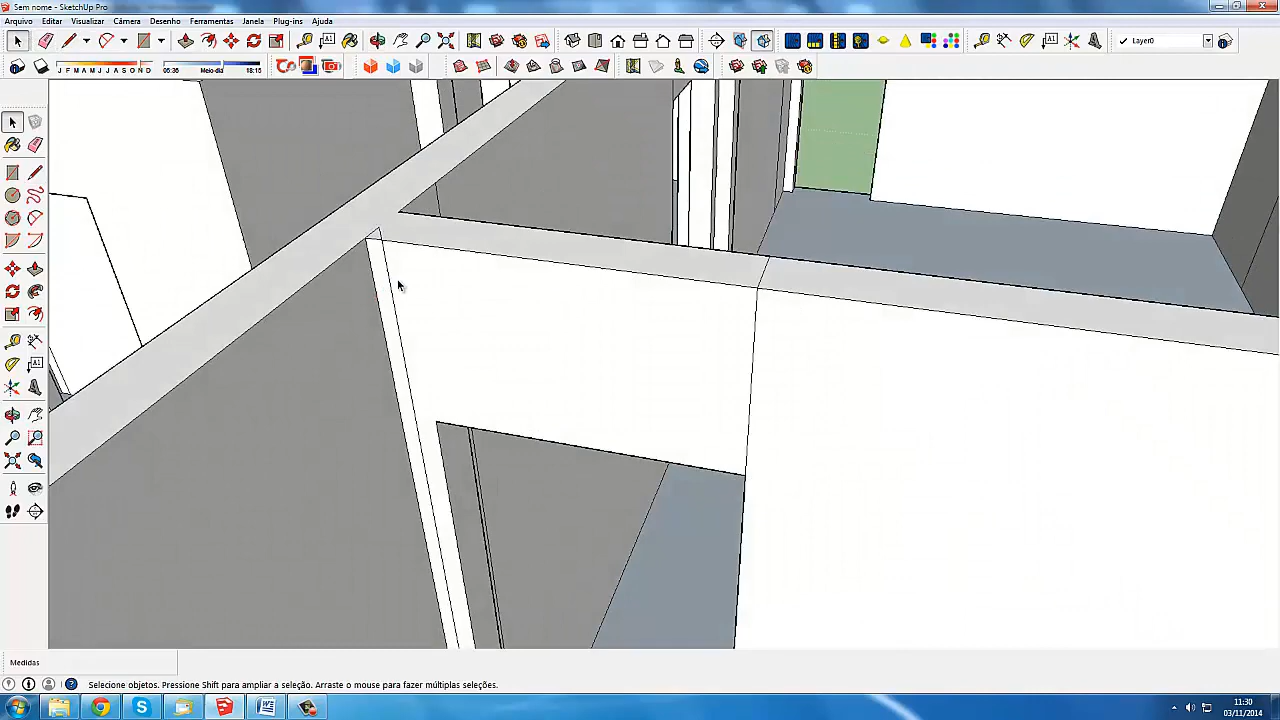 Sem nome - SketchUp Pro
Arquivo Editar Visualizar Câmera Desenho Ferramentas Janela Plug-ins Ajuda
Layer0
J F M A M J J A S O N D 05:36 Meio-dia 18:15
A1
Medidas
Selecione objetos. Pressione Shift para ampliar a seleção. Arraste o mouse para fazer múltiplas seleções.
11:30
03/11/2014